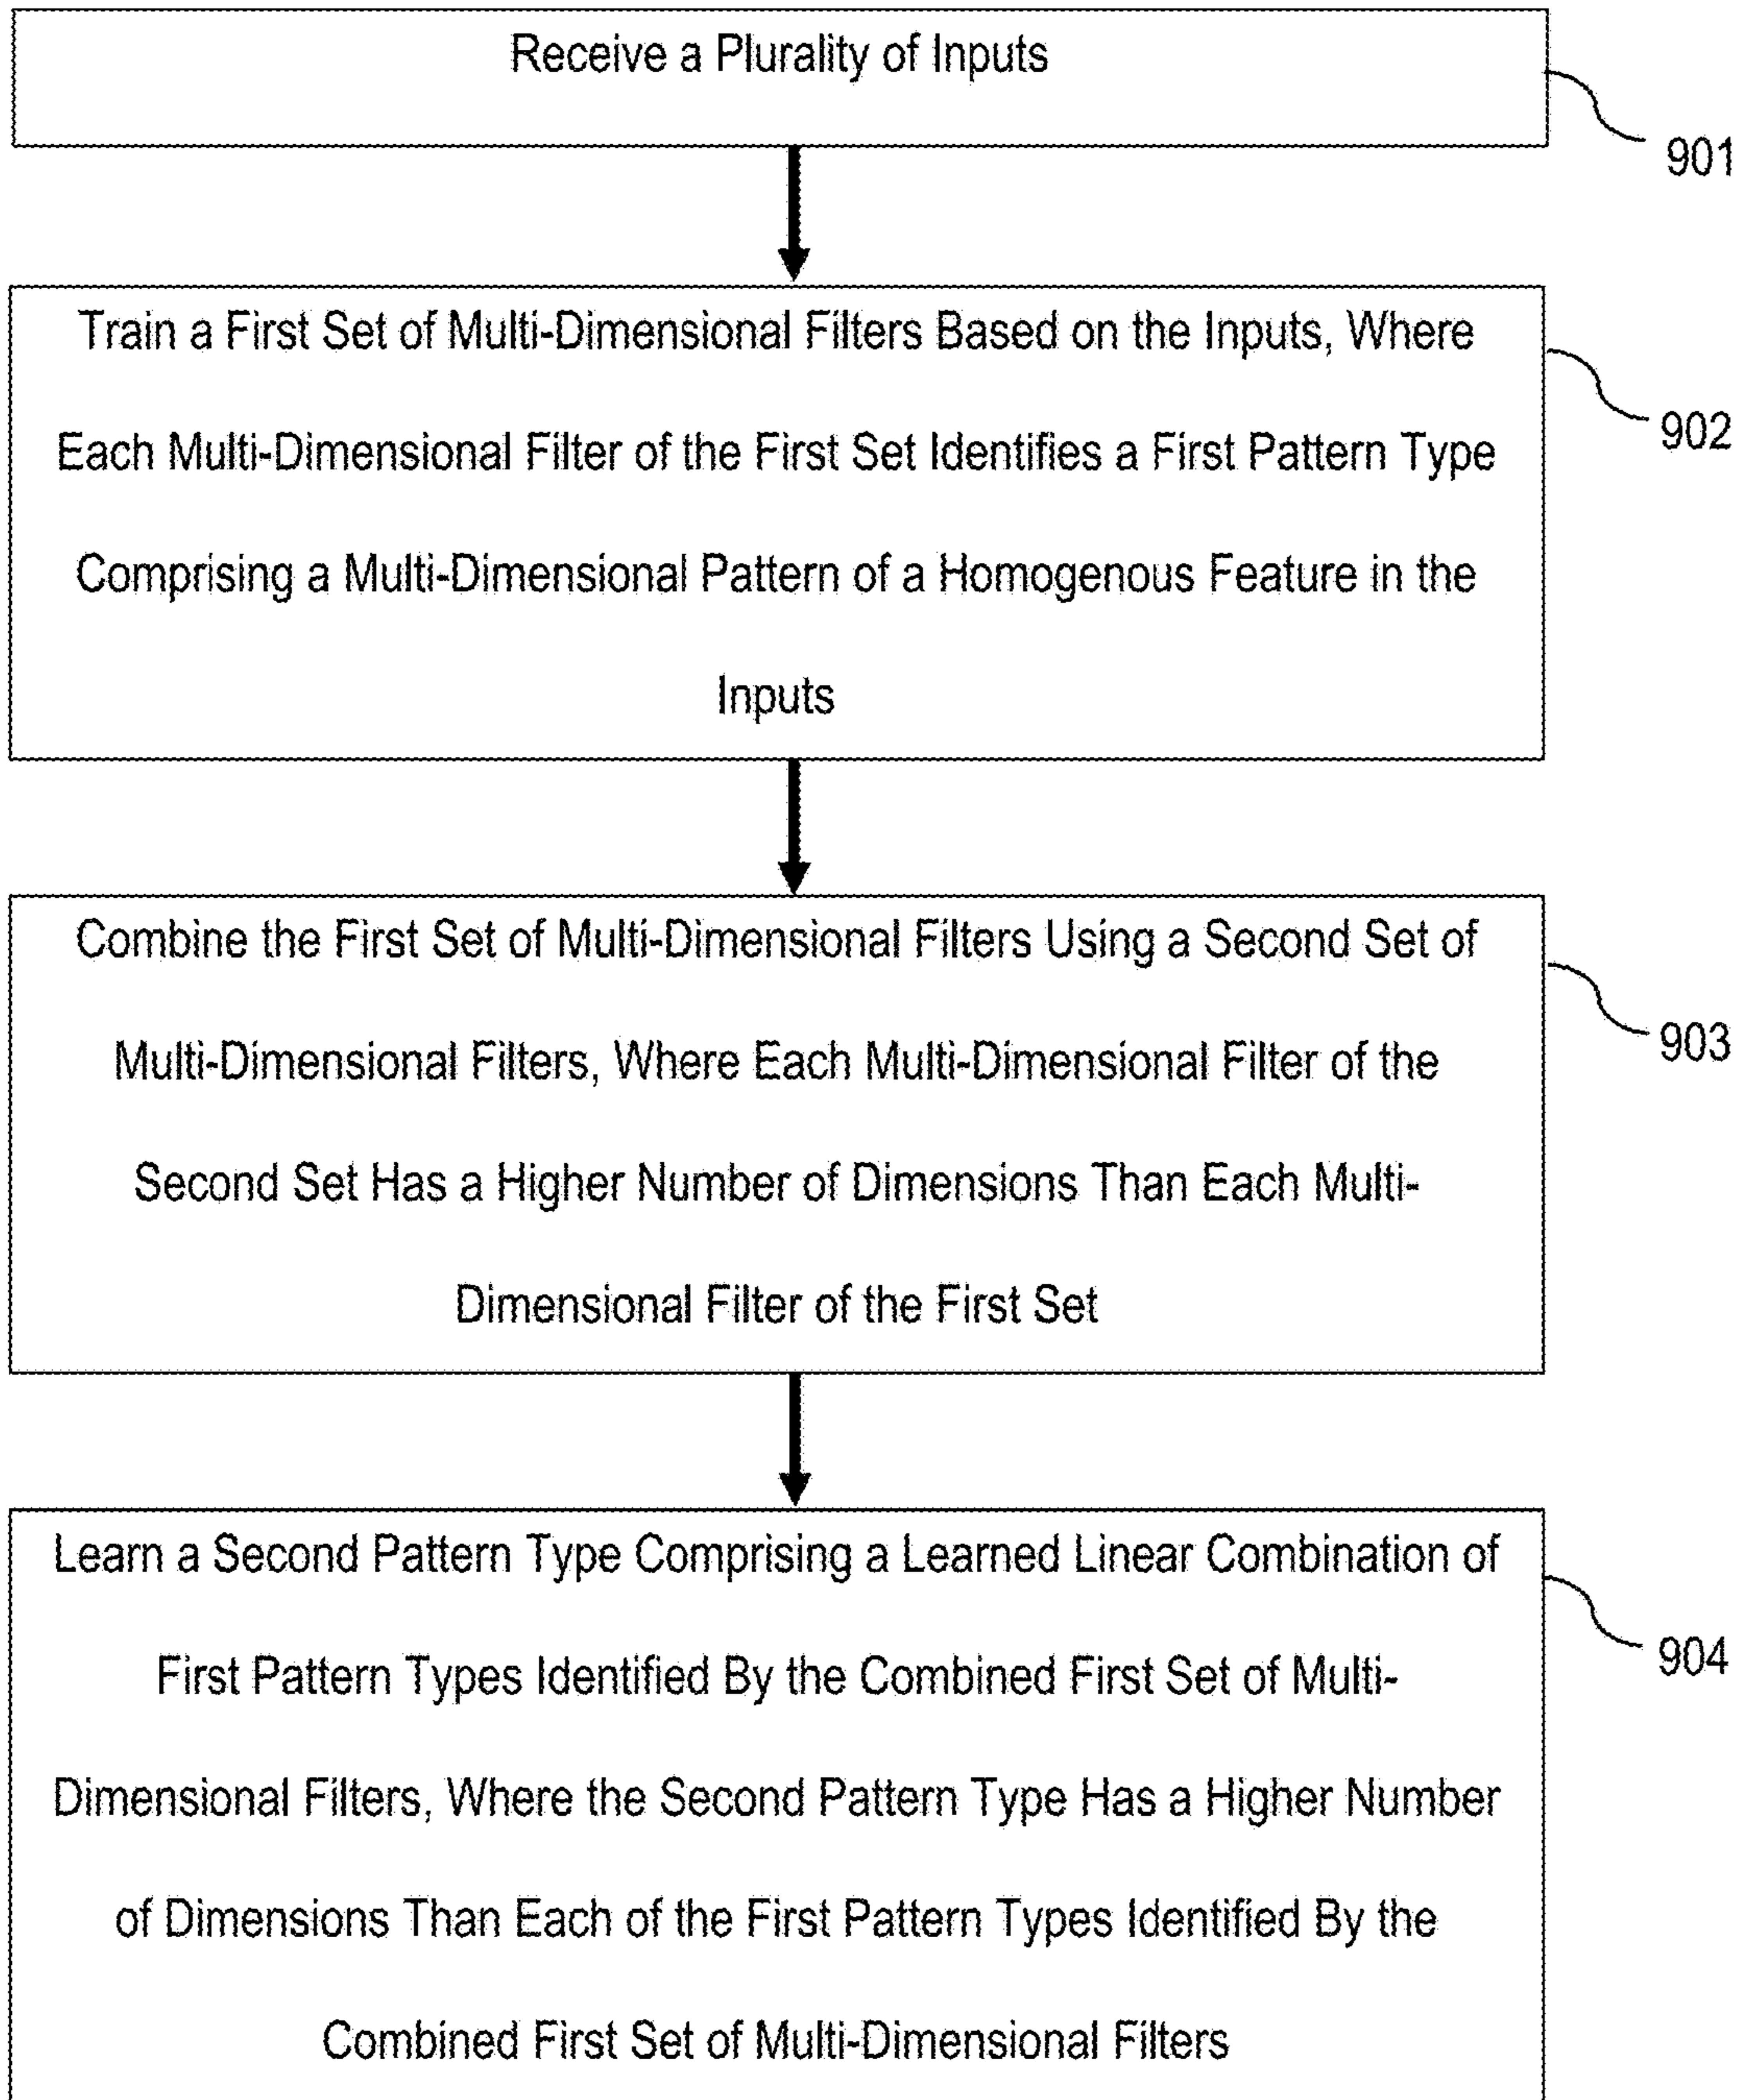 Receive a Plurality of Inputs
901
Train a First Set of Multi-Dimensional Filters Based on the Inputs, Where
Each Multi-Dimensional Filter of the First Set Identifies a First Pattern Type
Comprising a Multi-Dimensional Pattern of a Homogenous Feature in the
Inputs
902
Combine the First Set of Multi-Dimensional Filters Using a Second Set of
Multi-Dimensional Filters, Where Each Multi-Dimensional Filter of the
Second Set Has a Higher Number of Dimensions Than Each Multi-
Dimensional Filter of the First Set
903
Learn a Second Pattern Type Comprising a Learned Linear Combination of
First Pattern Types Identified By the Combined First Set of Multi-
Dimensional Filters, Where the Second Pattern Type Has a Higher Number
of Dimensions Than Each of the First Pattern Types Identified By the
Combined First Set of Multi-Dimensional Filters
904